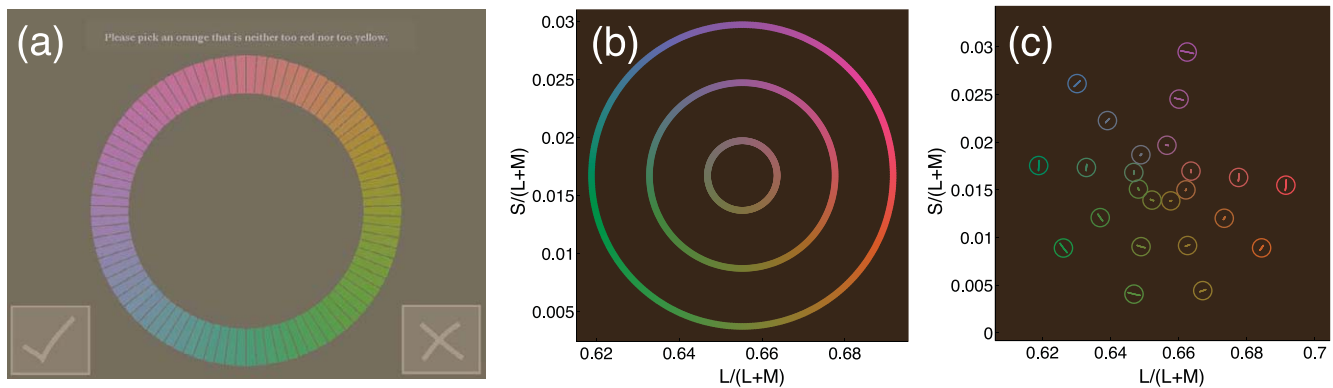 (a)
Please pick an orange that is neither too red nor too yellow.
(b)
0.03
0.025
0.02
0.015
0.01
0.005
S/(L+M)
0.62 0.64 0.66 0.68
L/(L+M)
(c)
0.03
0.025
0.02
0.015
0.01
0.005
0
S/(L+M)
0.62 0.64 0.66 0.68 0.7
L/(L+M)